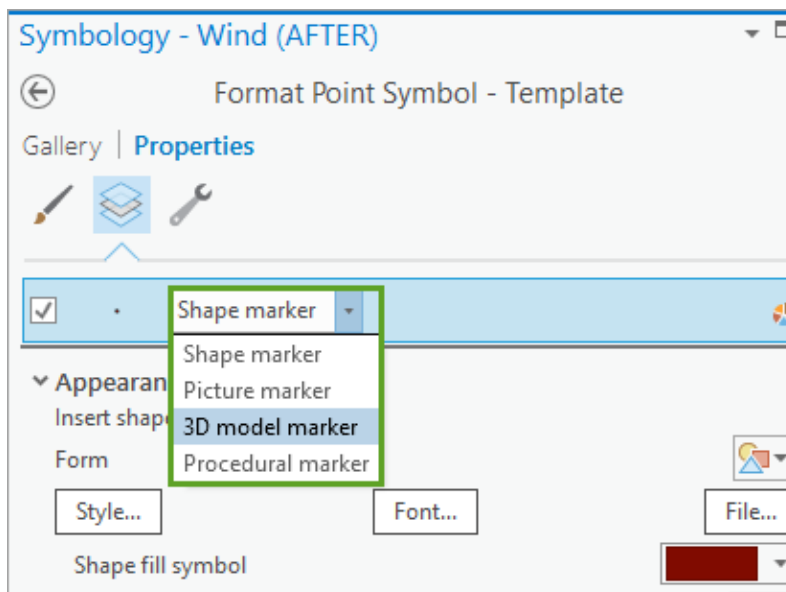 Symbology - Wind (AFTER)
Format Point Symbol - Template
Gallery | Properties
Shape marker
Shape marker
Picture marker
3D model marker
Procedural marker
Insert
Form
Style... Font... File...
Shape fill symbol